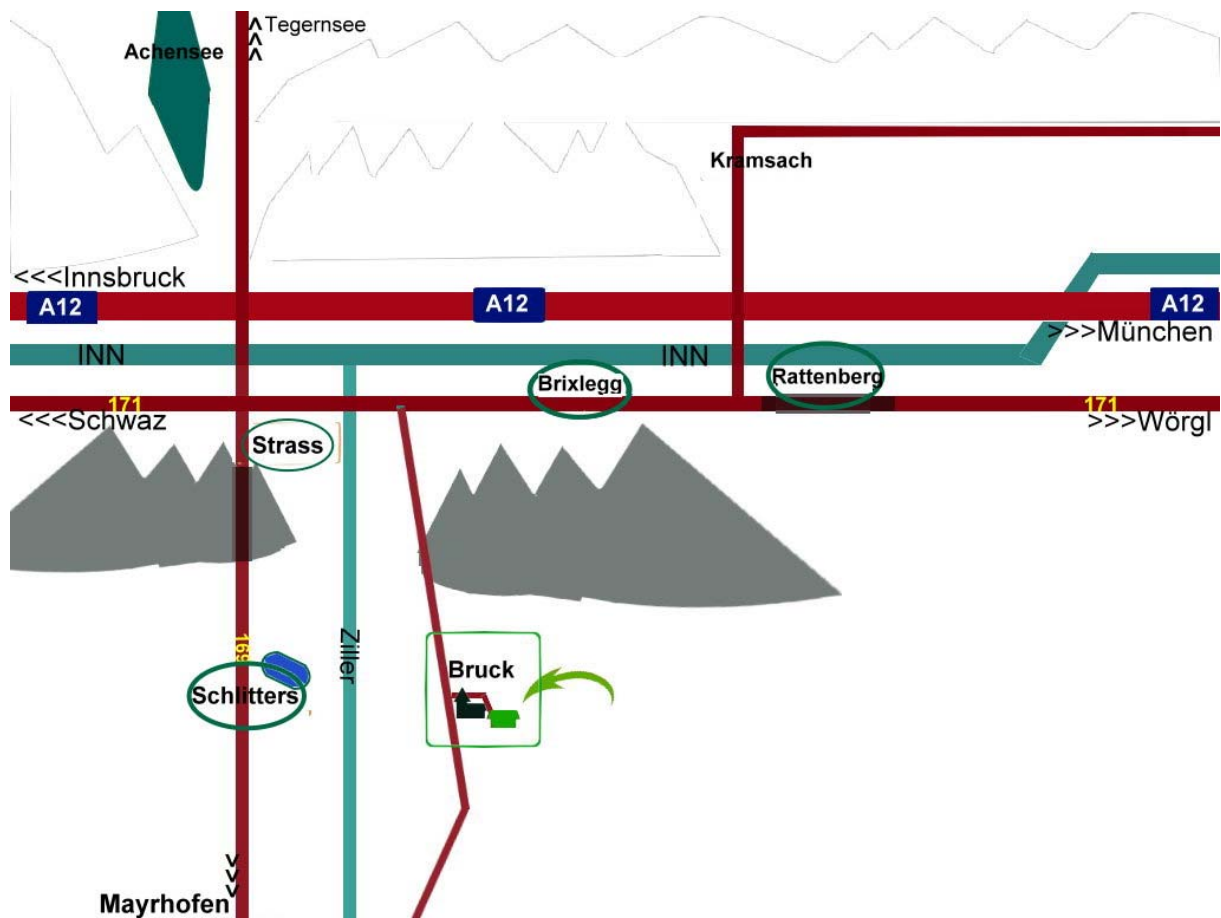 ^^^Tegernsee
Achensee
Kramsach
<<<Innsbruck
A12
A12
A12
>>>München
INN
INN
Brixlegg
Rattenberg
171
171
<<<Schwaz
>>>Wörgl
Strass
169
Ziller
Bruck
Schlitters
>>>
Mayrhofen